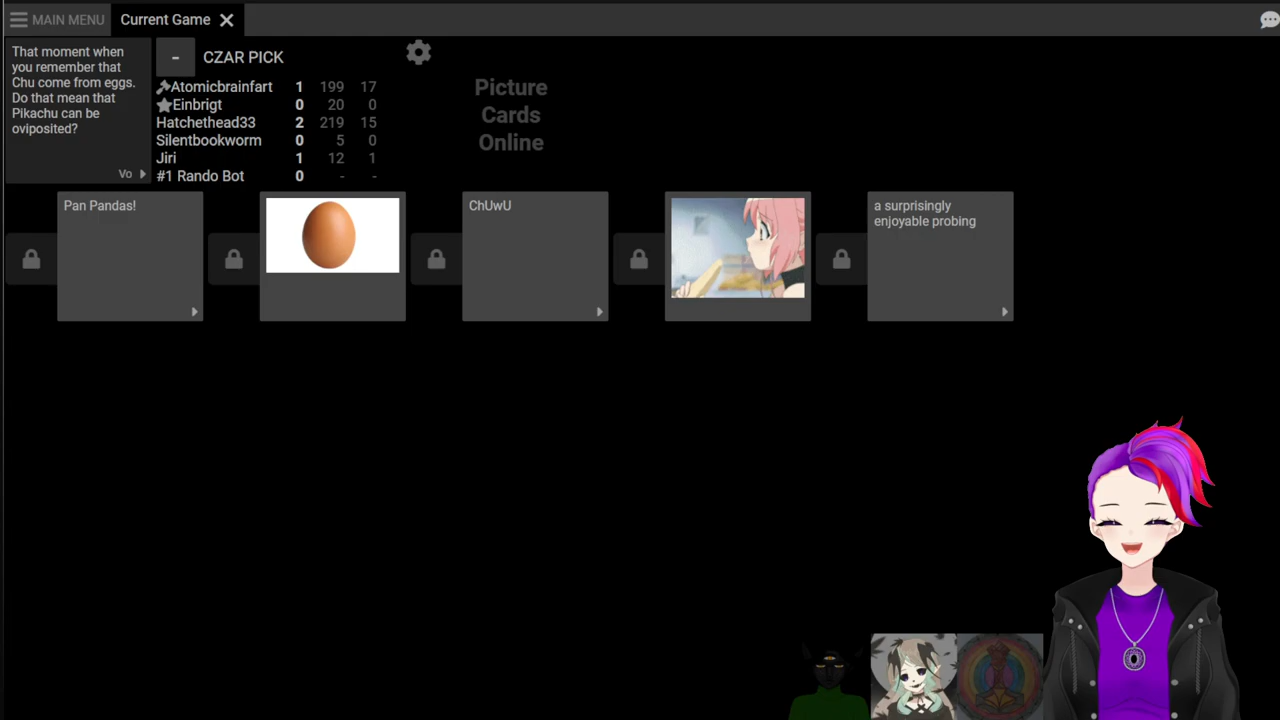 MAIN MENU
Current Game
That moment when
you remember that
Chu come from eggs.
Do that mean that
Pikachu can be
oviposited?
Vo
-
CZAR PICK
Atomicbrainfart 1 199 17
Einbrigt 0 20 0
Hatchethead33 2 219 15
Silentbookworm 0 5 0
Jiri 1 12 1
#1 Rando Bot 0 - -
Picture
Cards
Online
Pan Pandas!
ChUwU
a surprisingly
enjoyable probing